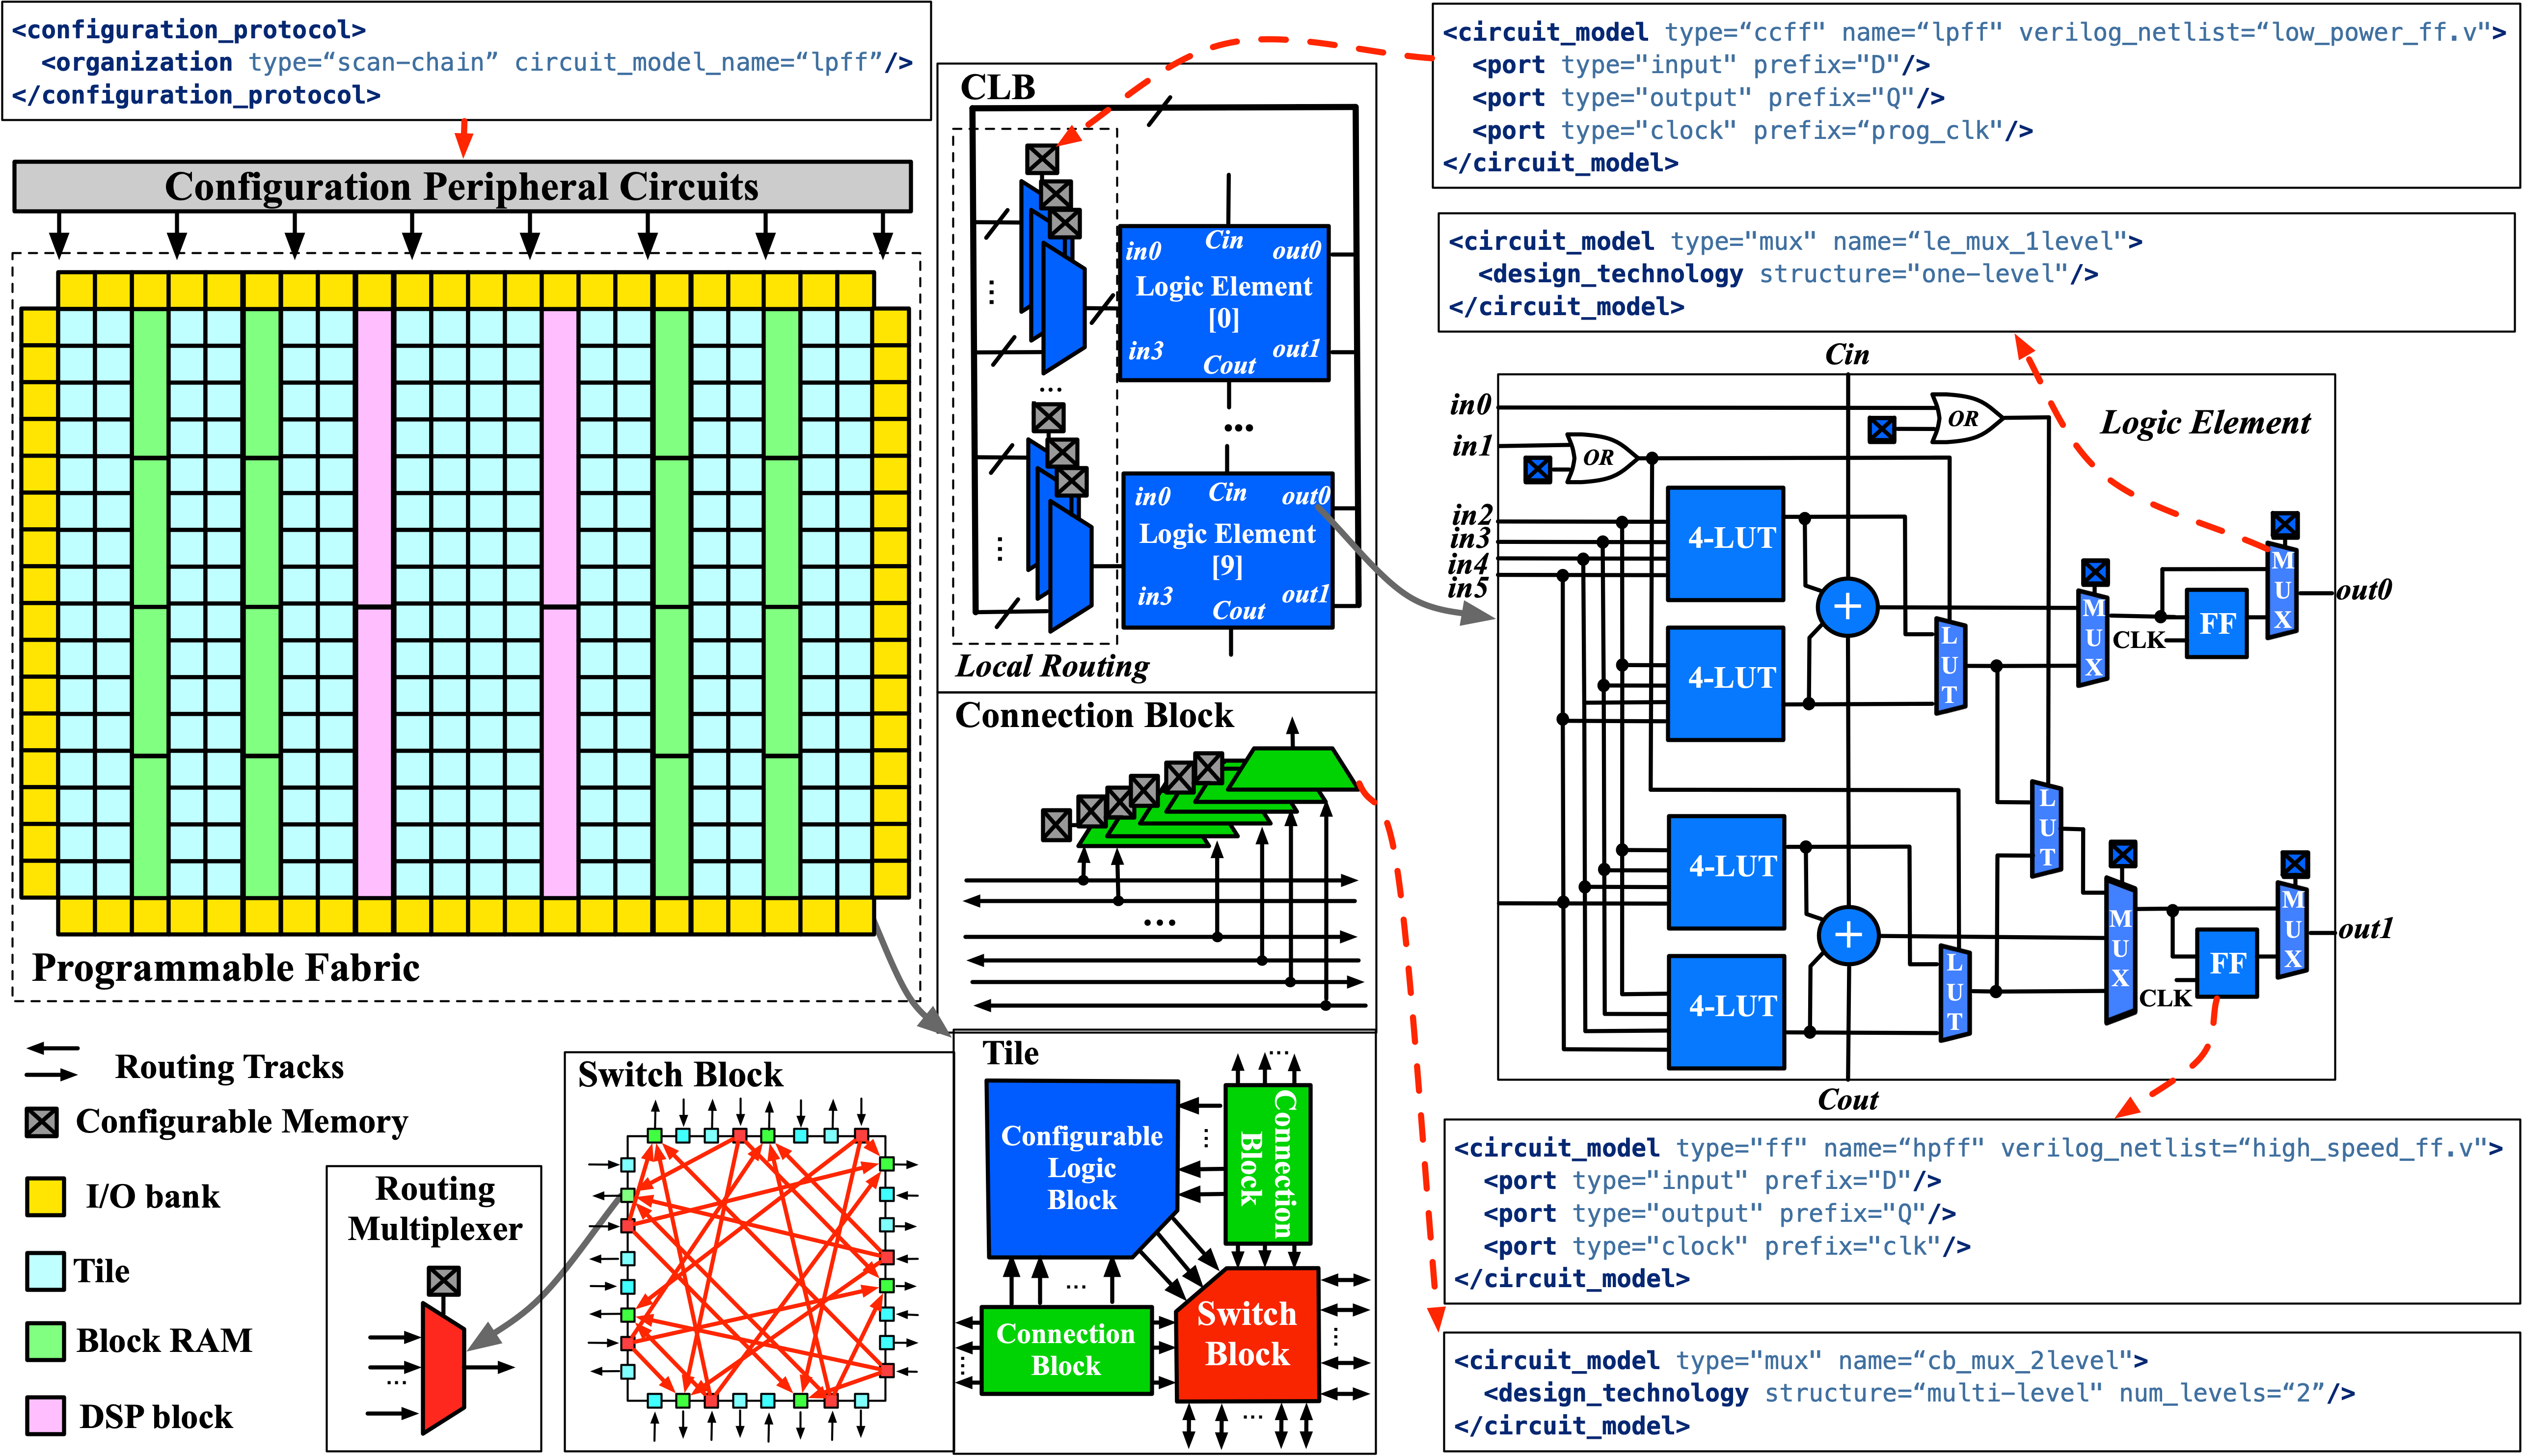 <configuration_protocol>
<organization type=“scan-chain” circuit_model_name=“lpff”/>
</configuration_protocol>
Configuration Peripheral Circuits
Programmable Fabric
Routing Tracks
Configurable Memory
I/O bank
Tile
Block RAM
DSP block
Routing
Multiplexer
...
Switch Block
CLB
in0
Cin
out0
Logic Element
[0]
in3
Cout
out1
...
...
...
in0
Cin
out0
Logic Element
[9]
in3
Cout
out1
...
Local Routing
Connection Block
...
Tile
Configurable
Logic
Block
Connection
Block
Connection
Block
Switch
Block
...
...
...
...
...
...
<circuit_model type=“ccff" name=“lpff" verilog_netlist=“low_power_ff.v">
<port type="input" prefix="D"/>
<port type="output" prefix="Q"/>
<port type="clock" prefix=“prog_clk"/>
</circuit_model>
<circuit_model type="mux" name=“le_mux_1level">
<design_technology structure="one-level"/>
</circuit_model>
Cin
Logic Element
in0
in1
in2
in3
in4
in5
OR
OR
4-LUT
4-LUT
4-LUT
4-LUT
+
+
LUT
LUT
LUT
MUX
MUX
MUX
MUX
CLK
FF
CLK
FF
out0
out1
Cout
<circuit_model type="ff" name=“hpff" verilog_netlist=“high_speed_ff.v">
<port type="input" prefix="D"/>
<port type="output" prefix="Q"/>
<port type="clock" prefix="clk"/>
</circuit_model>
<circuit_model type="mux" name=“cb_mux_2level">
<design_technology structure=“multi-level" num_levels=“2”/>
</circuit_model>